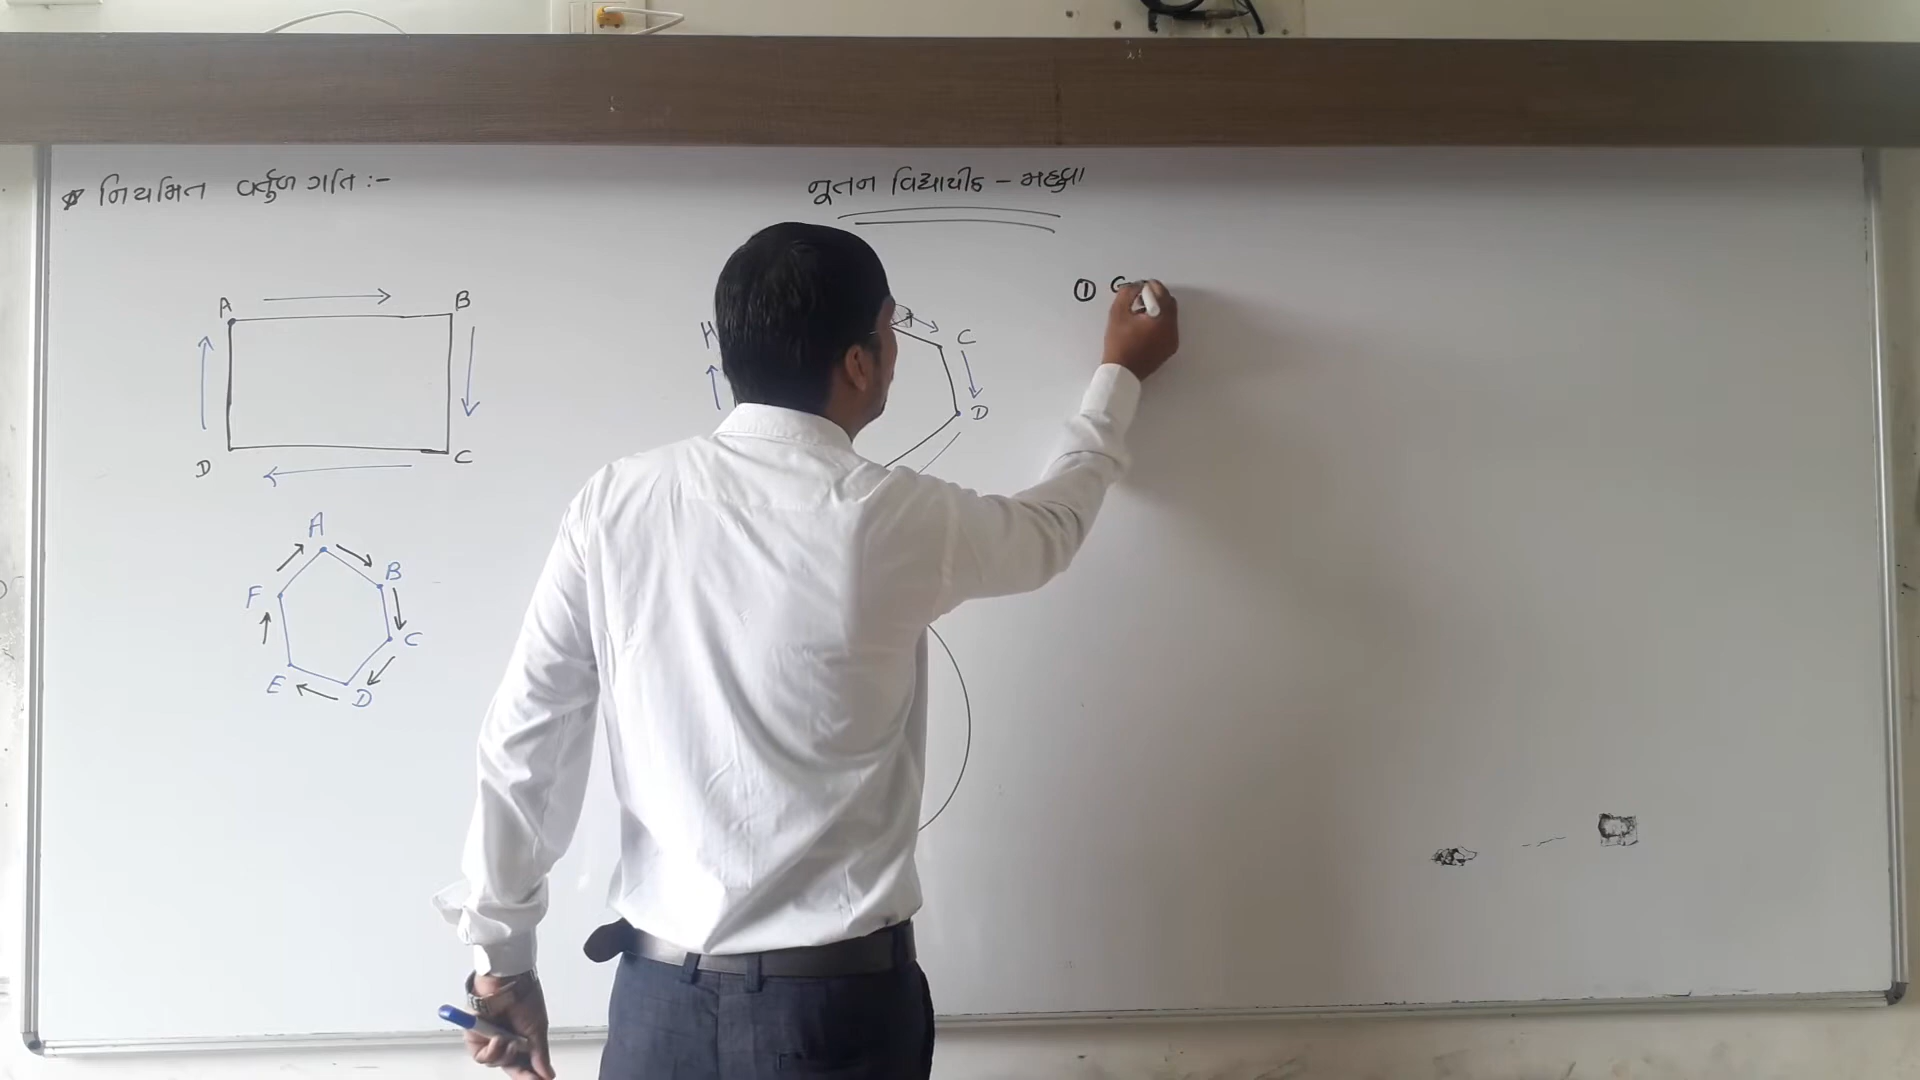 નિયમિત વર્તુળ ગતિ :-
નૂતન વિદ્યાપીઠ - મહુવા
A B
D C
A
B
F
C
E
D
H
C
D
①